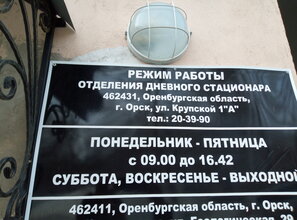 РЕЖИМ РАБОТЫ
ОТДЕЛЕНИЯ ДНЕВНОГО СТАЦИОНАРА
462431, Оренбургская область,
г. Орск, ул. Крупской 1"А"
тел.: 20-39-90
ПОНЕДЕЛЬНИК - ПЯТНИЦА
с 09.00 до 16.42
СУББОТА, ВОСКРЕСЕНЬЕ - ВЫХОДНОЙ
462411, Оренбургская область, г. Орск,